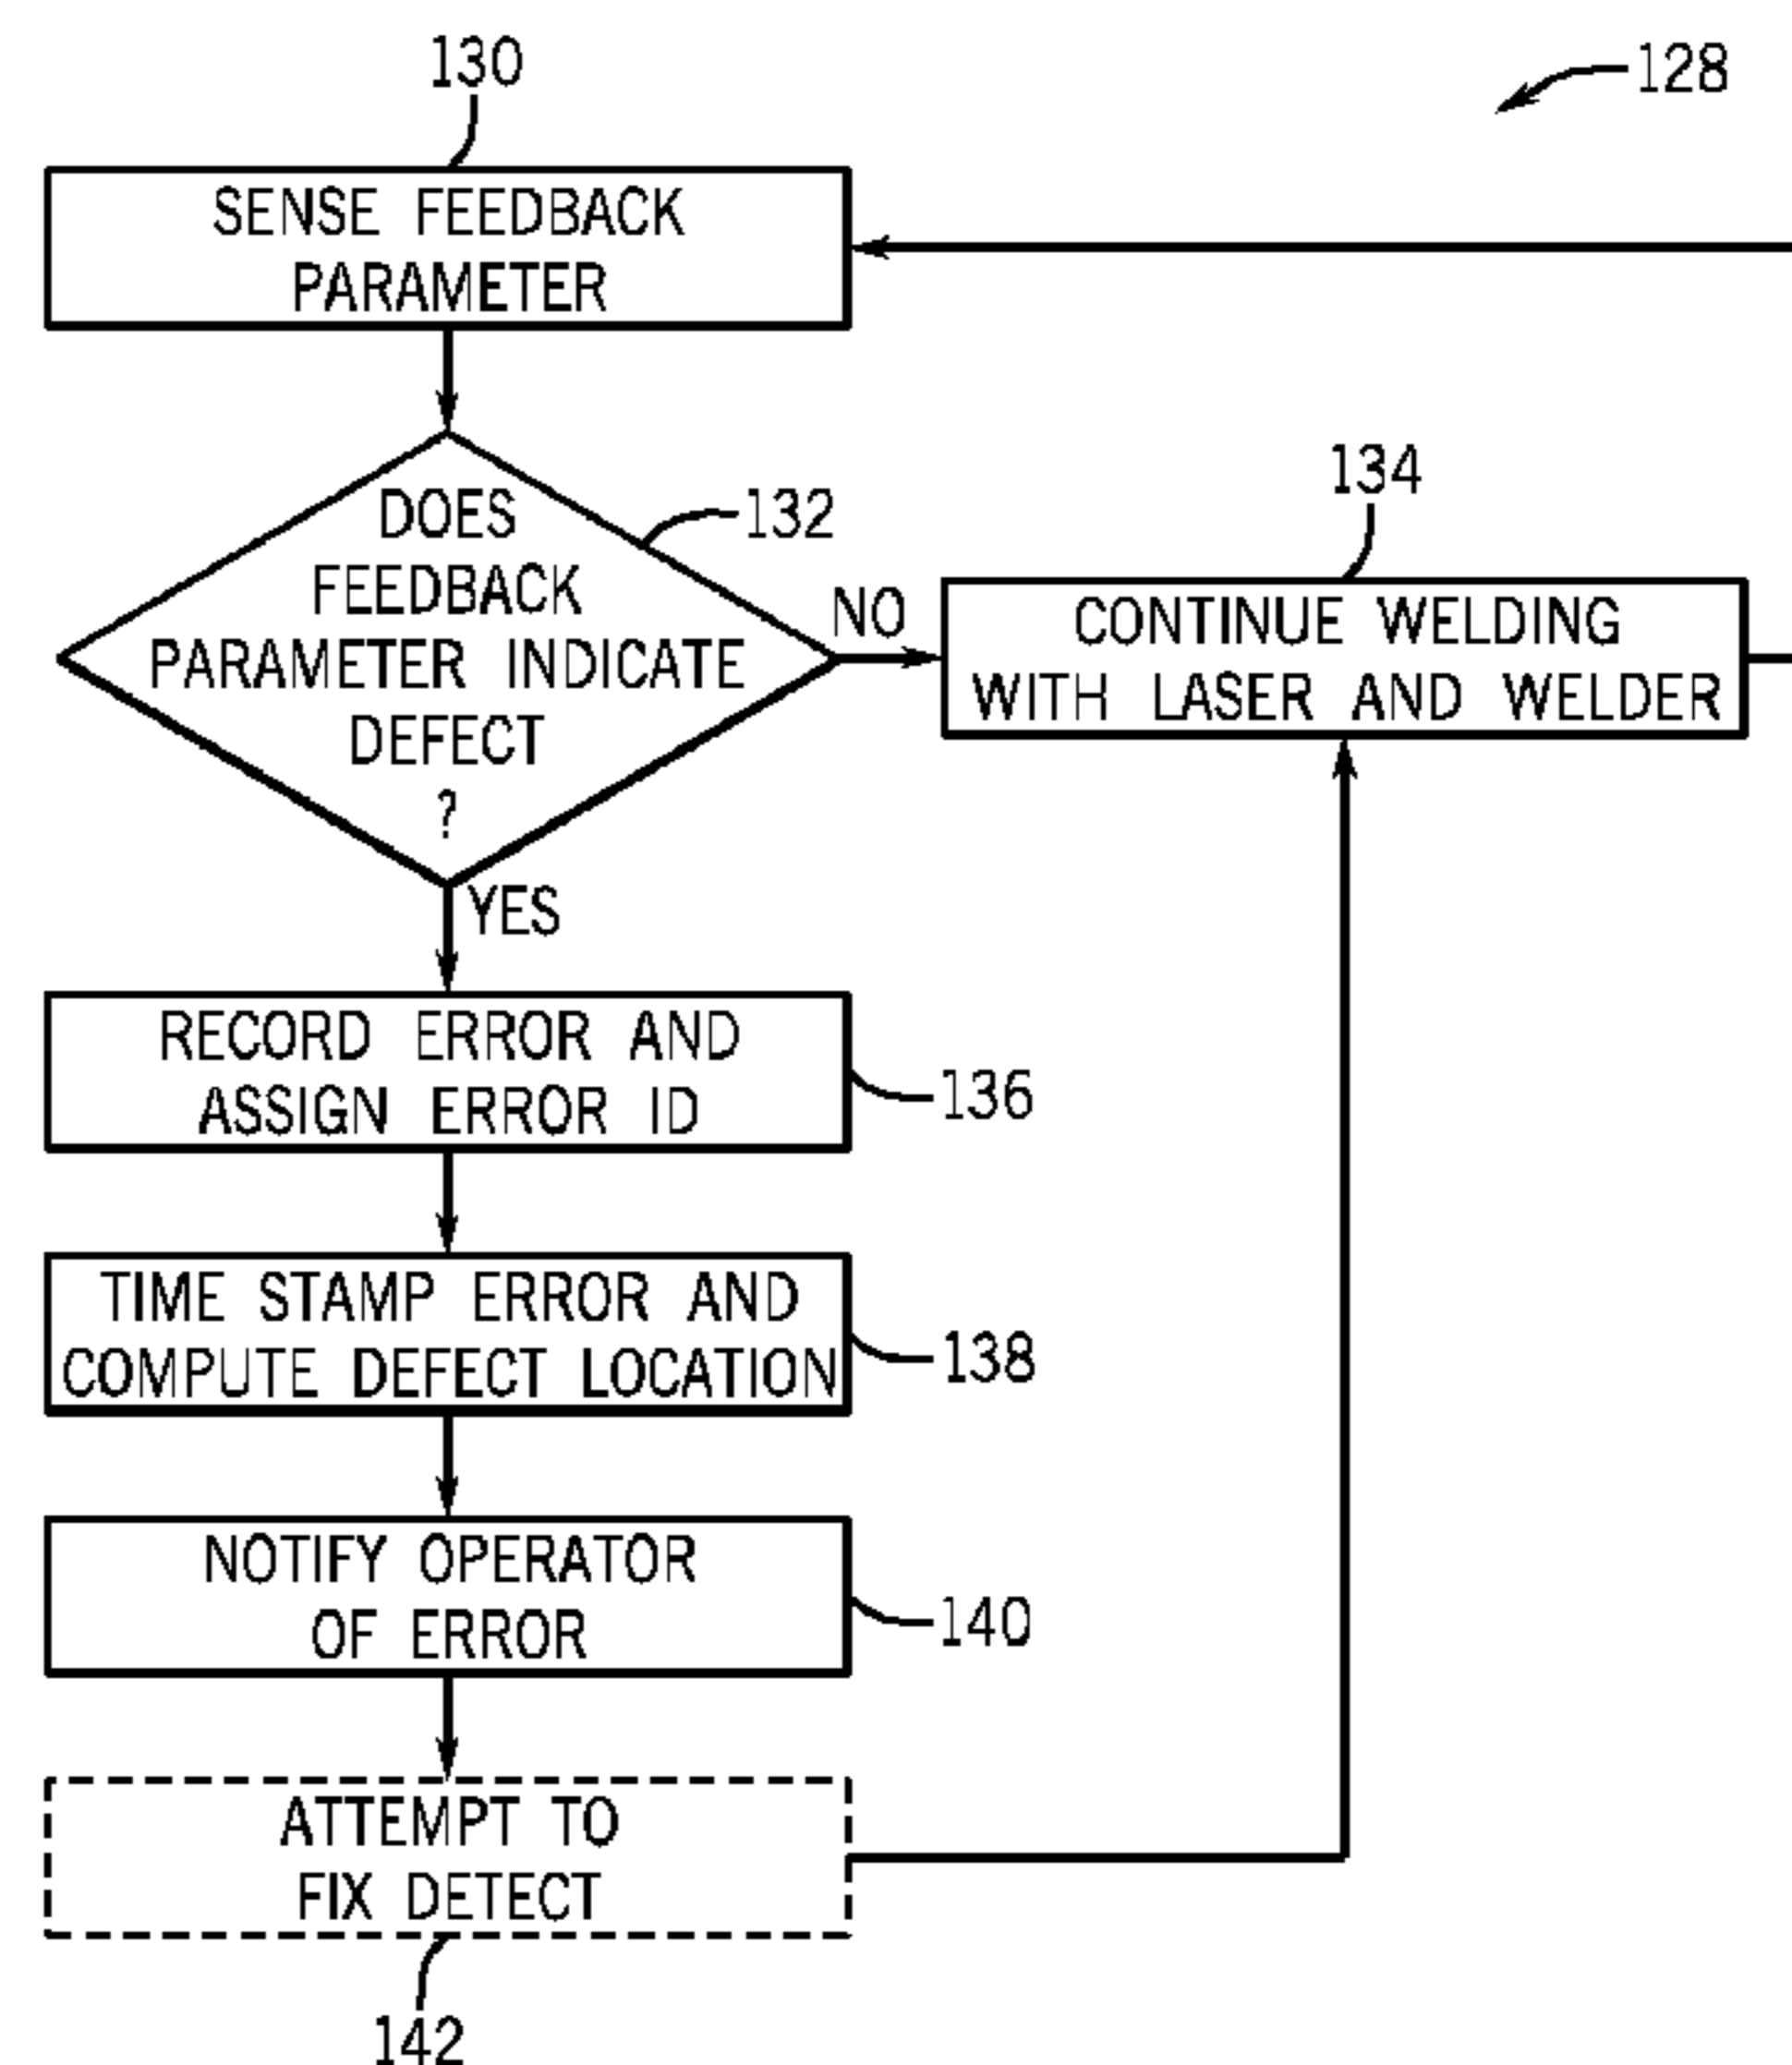 130
128
SENSE FEEDBACK
PARAMETER
DOES
FEEDBACK
PARAMETER INDICATE
DEFECT
?
132
NO
134
CONTINUE WELDING
WITH LASER AND WELDER
YES
RECORD ERROR AND
ASSIGN ERROR ID
136
TIME STAMP ERROR AND
COMPUTE DEFECT LOCATION
138
NOTIFY OPERATOR
OF ERROR
140
ATTEMPT TO
FIX DETECT
142